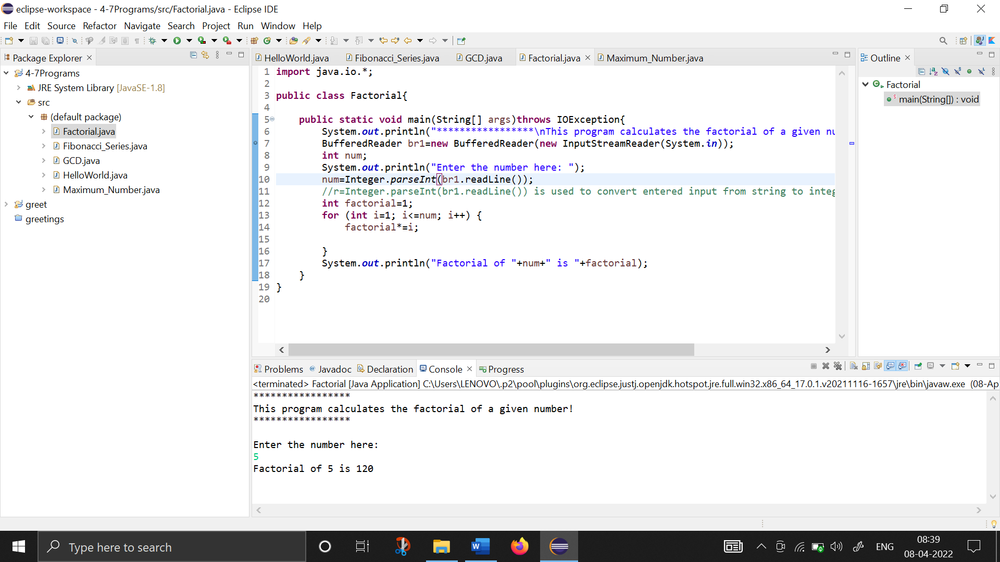 eclipse-workspace - 4-7Programs/src/Factorial.java - Eclipse IDE
File Edit Source Refactor Navigate Search Project Run Window Help
Package Explorer
4-7Programs
JRE System Library [JavaSE-1.8]
src
(default package)
Factorial.java
Fibonacci_Series.java
GCD.java
HelloWorld.java
Maximum_Number.java
greet
greetings
HelloWorld.java Fibonacci_Series.java GCD.java Factorial.java Maximum_Number.java
1 import java.io.*;
2
3 public class Factorial{
4
5 public static void main(String[] args)throws IOException{
6 System.out.println("*****************\nThis program calculates the factorial of a given nu
7 BufferedReader br1=new BufferedReader(new InputStreamReader(System.in));
8 int num;
9 System.out.println("Enter the number here: ");
10 num=Integer.parseInt(br1.readLine());
11 //r=Integer.parseInt(br1.readLine()) is used to convert entered input from string to integ
12 int factorial=1;
13 for (int i=1; i<=num; i++) {
14 factorial*=i;
15
16 }
17 System.out.println("Factorial of "+num+" is "+factorial);
18 }
19 }
20
Outline
Factorial
main(String[]) : void
Problems Javadoc Declaration Console Progress
<terminated> Factorial [Java Application] C:\Users\LENOVO\.p2\pool\plugins\org.eclipse.justj.openjdk.hotspot.jre.full.win32.x86_64_17.0.1.v20211116-1657\jre\bin\javaw.exe (08-Ap
*****************
This program calculates the factorial of a given number!
*****************
Enter the number here:
5
Factorial of 5 is 120
Type here to search
ENG
08:39
08-04-2022